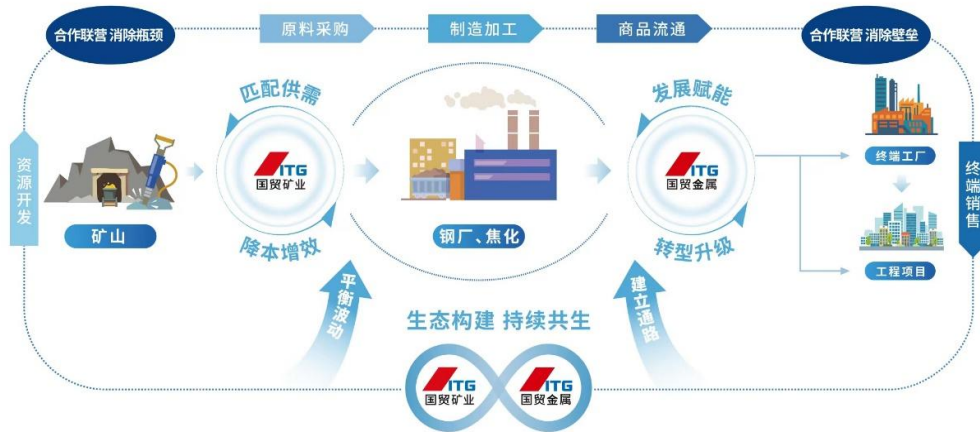 合作联营 消除瓶颈
原料采购
制造加工
商品流通
合作联营 消除壁垒
资源开发
矿山
匹配供需
ITG
国贸矿业
降本增效
钢厂、焦化
发展赋能
ITG
国贸金属
转型升级
终端工厂
工程项目
终端销售
平衡波动
建立通路
生态构建 持续共生
ITG
国贸矿业
ITG
国贸金属